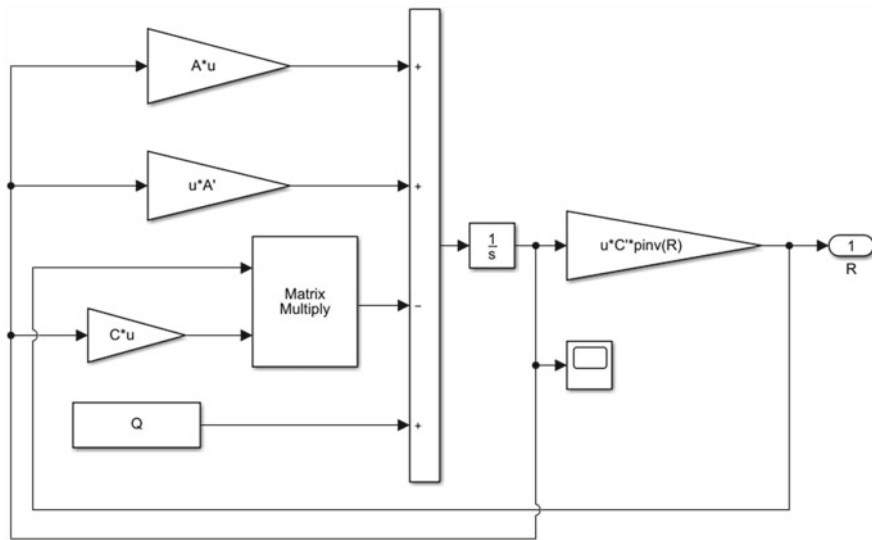 A*u
+
u*A'
+
1
s
u*C'*pinv(R)
1
R
Matrix
Multiply
−
C*u
Q
+